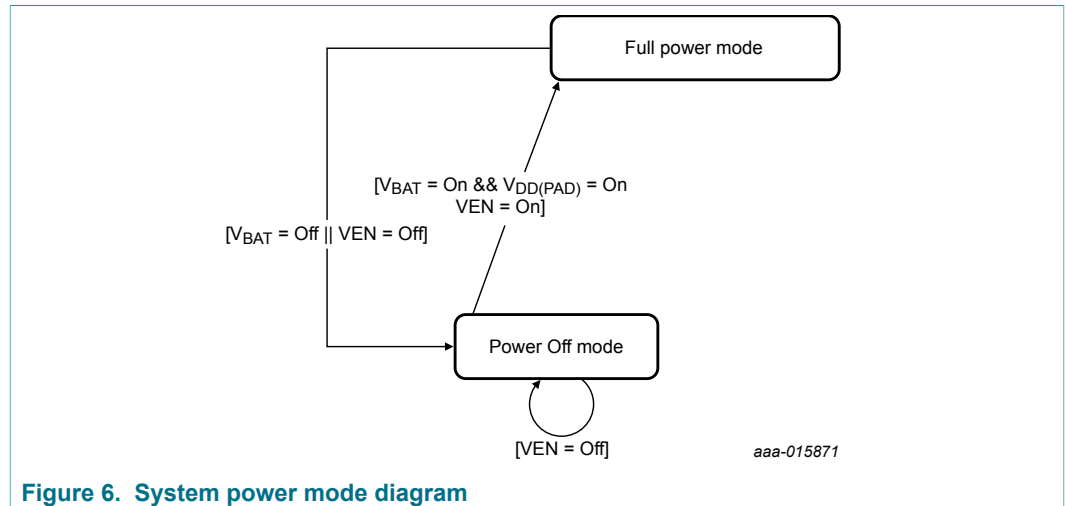 Full power mode
[VBAT = On && VDD(PAD) = On
VEN = On]
[VBAT = Off || VEN = Off]
Power Off mode
[VEN = Off]
aaa-015871
Figure 6. System power mode diagram